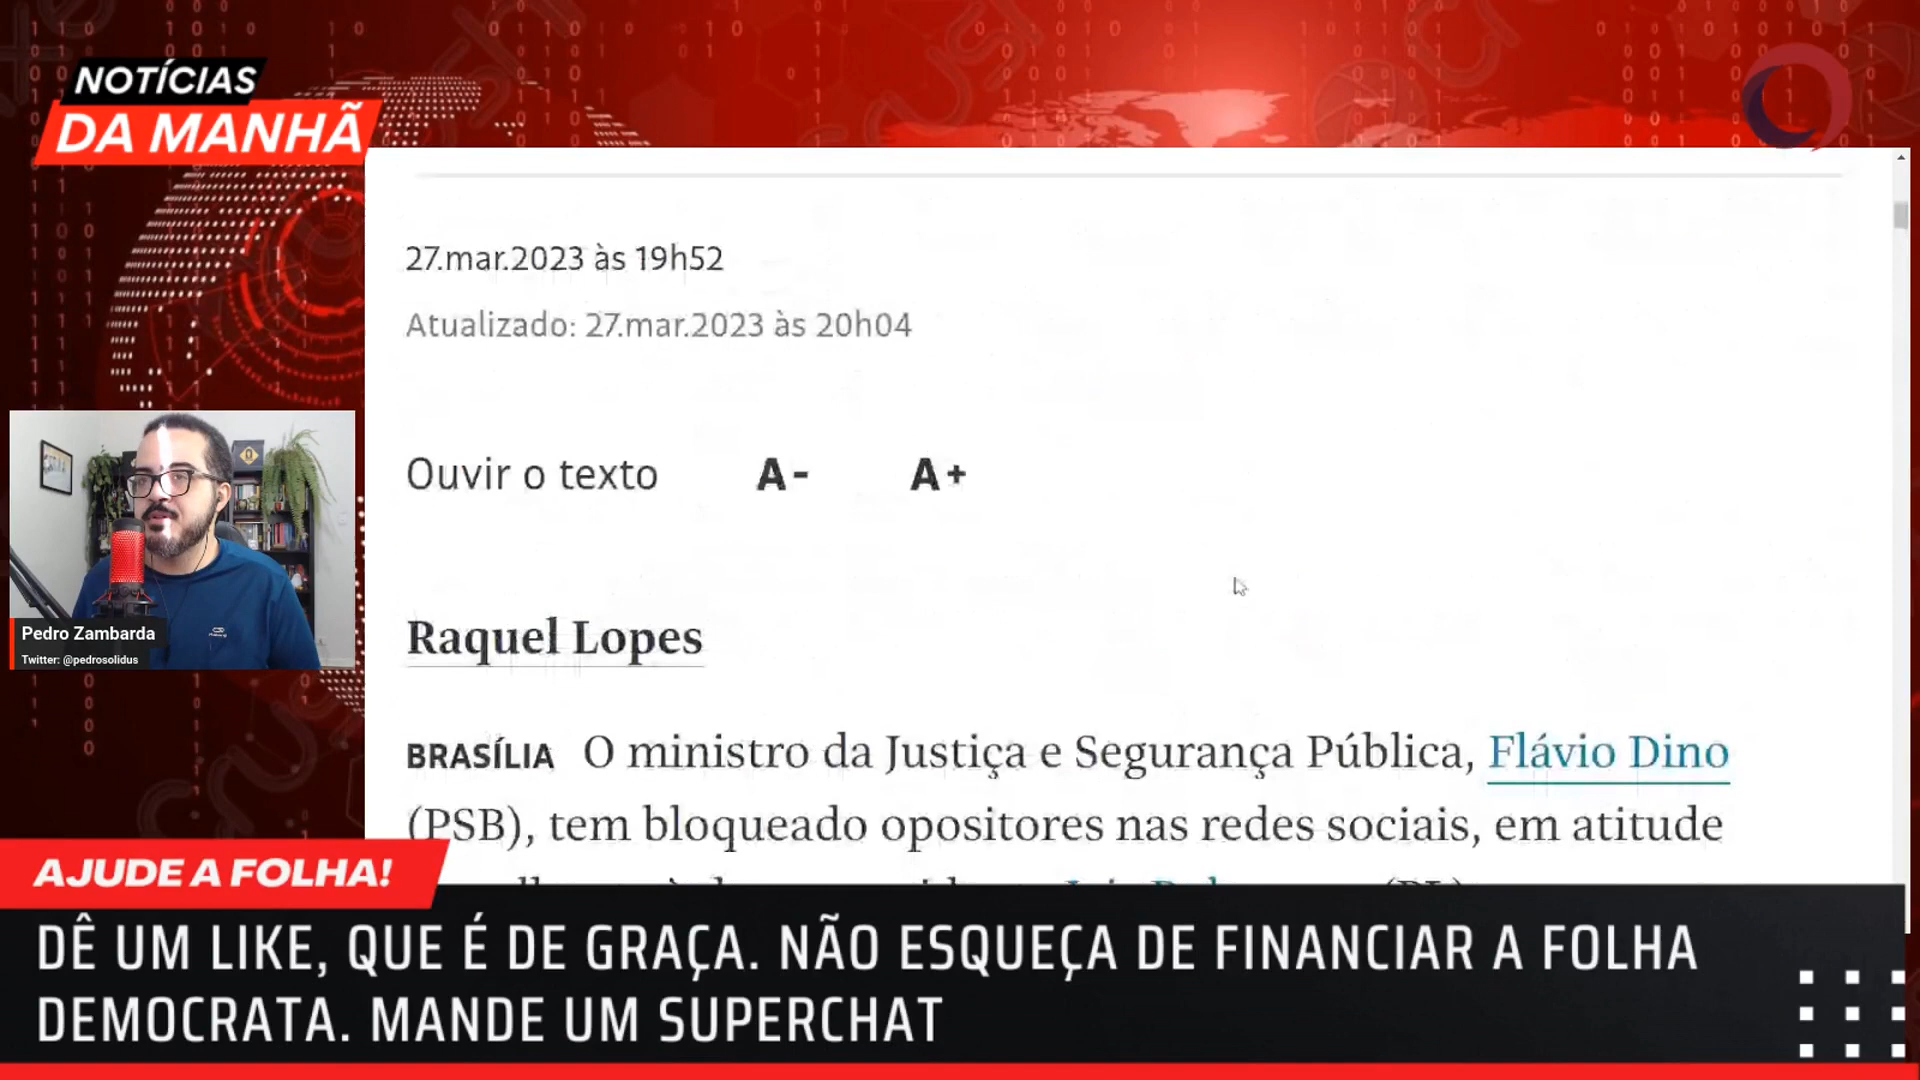 NOTÍCIAS
DA MANHÃ
27.mar.2023 às 19h52
Atualizado: 27.mar.2023 às 20h04
Ouvir o texto A- A+
Raquel Lopes
BRASÍLIA O ministro da Justiça e Segurança Pública, Flávio Dino
(PSB), tem bloqueado opositores nas redes sociais, em atitude
Pedro Zambarda
Twitter: @pedrosolidus
AJUDE A FOLHA!
DÊ UM LIKE, QUE É DE GRAÇA. NÃO ESQUEÇA DE FINANCIAR A FOLHA
DEMOCRATA. MANDE UM SUPERCHAT